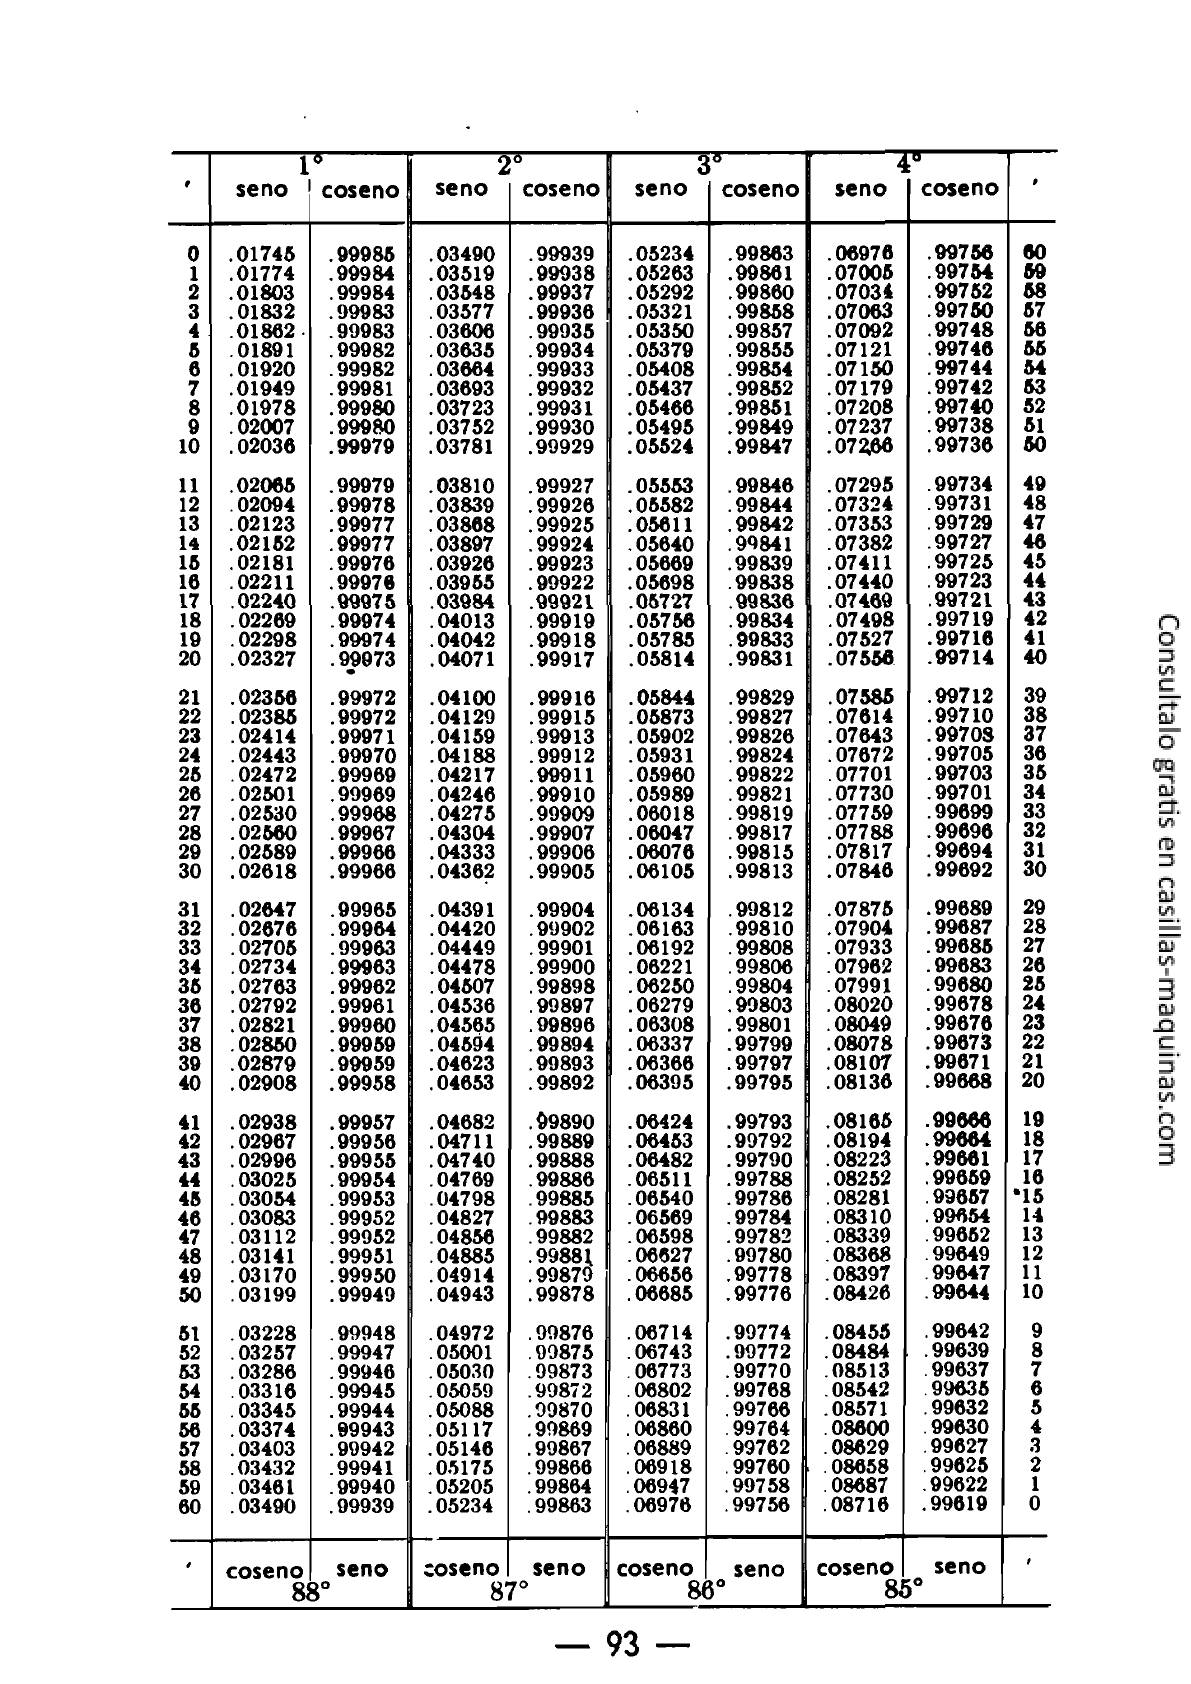 1° 2° 3° 4°
' seno coseno seno coseno seno coseno seno coseno '
0 .01745 .99985 .03490 .99939 .05234 .99863 .06976 .99756 60
1 .01774 .99984 .03519 .99938 .05263 .99861 .07005 .99754 59
2 .01803 .99984 .03548 .99937 .05292 .99860 .07034 .99752 58
3 .01832 .99983 .03577 .99936 .05321 .99858 .07063 .99750 57
4 .01862 .99983 .03606 .99935 .05350 .99857 .07092 .99748 56
5 .01891 .99982 .03635 .99934 .05379 .99855 .07121 .99746 55
6 .01920 .99982 .03664 .99933 .05408 .99854 .07150 .99744 54
7 .01949 .99981 .03693 .99932 .05437 .99852 .07179 .99742 53
8 .01978 .99980 .03723 .99931 .05466 .99851 .07208 .99740 52
9 .02007 .99980 .03752 .99930 .05495 .99849 .07237 .99738 51
10 .02036 .99979 .03781 .99929 .05524 .99847 .07266 .99736 50
11 .02065 .99979 .03810 .99927 .05553 .99846 .07295 .99734 49
12 .02094 .99978 .03839 .99926 .05582 .99844 .07324 .99731 48
13 .02123 .99977 .03868 .99925 .05611 .99842 .07353 .99729 47
14 .02152 .99977 .03897 .99924 .05640 .99841 .07382 .99727 46
15 .02181 .99976 .03926 .99923 .05669 .99839 .07411 .99725 45
16 .02211 .99976 .03955 .99922 .05698 .99838 .07440 .99723 44
17 .02240 .99975 .03984 .99921 .05727 .99836 .07469 .99721 43
18 .02269 .99974 .04013 .99919 .05756 .99834 .07498 .99719 42
19 .02298 .99974 .04042 .99918 .05785 .99833 .07527 .99716 41
20 .02327 .99973 .04071 .99917 .05814 .99831 .07556 .99714 40
21 .02356 .99972 .04100 .99916 .05844 .99829 .07585 .99712 39
22 .02385 .99972 .04129 .99915 .05873 .99827 .07614 .99710 38
23 .02414 .99971 .04159 .99913 .05902 .99826 .07643 .99708 37
24 .02443 .99970 .04188 .99912 .05931 .99824 .07672 .99705 36
25 .02472 .99969 .04217 .99911 .05960 .99822 .07701 .99703 35
26 .02501 .99969 .04246 .99910 .05989 .99821 .07730 .99701 34
27 .02530 .99968 .04275 .99909 .06018 .99819 .07759 .99699 33
28 .02560 .99967 .04304 .99907 .06047 .99817 .07788 .99696 32
29 .02589 .99966 .04333 .99906 .06076 .99815 .07817 .99694 31
30 .02618 .99966 .04362 .99905 .06105 .99813 .07846 .99692 30
31 .02647 .99965 .04391 .99904 .06134 .99812 .07875 .99689 29
32 .02676 .99964 .04420 .99902 .06163 .99810 .07904 .99687 28
33 .02705 .99963 .04449 .99901 .06192 .99808 .07933 .99685 27
34 .02734 .99963 .04478 .99900 .06221 .99806 .07962 .99683 26
35 .02763 .99962 .04507 .99898 .06250 .99804 .07991 .99680 25
36 .02792 .99961 .04536 .99897 .06279 .99803 .08020 .99678 24
37 .02821 .99960 .04565 .99896 .06308 .99801 .08049 .99676 23
38 .02850 .99959 .04594 .99894 .06337 .99799 .08078 .99673 22
39 .02879 .99959 .04623 .99893 .06366 .99797 .08107 .99671 21
40 .02908 .99958 .04653 .99892 .06395 .99795 .08136 .99668 20
41 .02938 .99957 .04682 .99890 .06424 .99793 .08165 .99666 19
42 .02967 .99956 .04711 .99889 .06453 .99792 .08194 .99664 18
43 .02996 .99955 .04740 .99888 .06482 .99790 .08223 .99661 17
44 .03025 .99954 .04769 .99886 .06511 .99788 .08252 .99659 16
45 .03054 .99953 .04798 .99885 .06540 .99786 .08281 .99657 15
46 .03083 .99952 .04827 .99883 .06569 .99784 .08310 .99654 14
47 .03112 .99952 .04856 .99882 .06598 .99782 .08339 .99652 13
48 .03141 .99951 .04885 .99881 .06627 .99780 .08368 .99649 12
49 .03170 .99950 .04914 .99879 .06656 .99778 .08397 .99647 11
50 .03199 .99949 .04943 .99878 .06685 .99776 .08426 .99644 10
51 .03228 .99948 .04972 .99876 .06714 .99774 .08455 .99642 9
52 .03257 .99947 .05001 .99875 .06743 .99772 .08484 .99639 8
53 .03286 .99946 .05030 .99873 .06773 .99770 .08513 .99637 7
54 .03316 .99945 .05059 .99872 .06802 .99768 .08542 .99635 6
55 .03345 .99944 .05088 .99870 .06831 .99766 .08571 .99632 5
56 .03374 .99943 .05117 .99869 .06860 .99764 .08600 .99630 4
57 .03403 .99942 .05146 .99867 .06889 .99762 .08629 .99627 3
58 .03432 .99941 .05175 .99866 .06918 .99760 .08658 .99625 2
59 .03461 .99940 .05205 .99864 .06947 .99758 .08687 .99622 1
60 .03490 .99939 .05234 .99863 .06976 .99756 .08716 .99619 0
' coseno seno coseno seno coseno seno coseno seno '
88° 87° 86° 85°
— 93 —
Consultalo gratis en casillas-maquinas.com